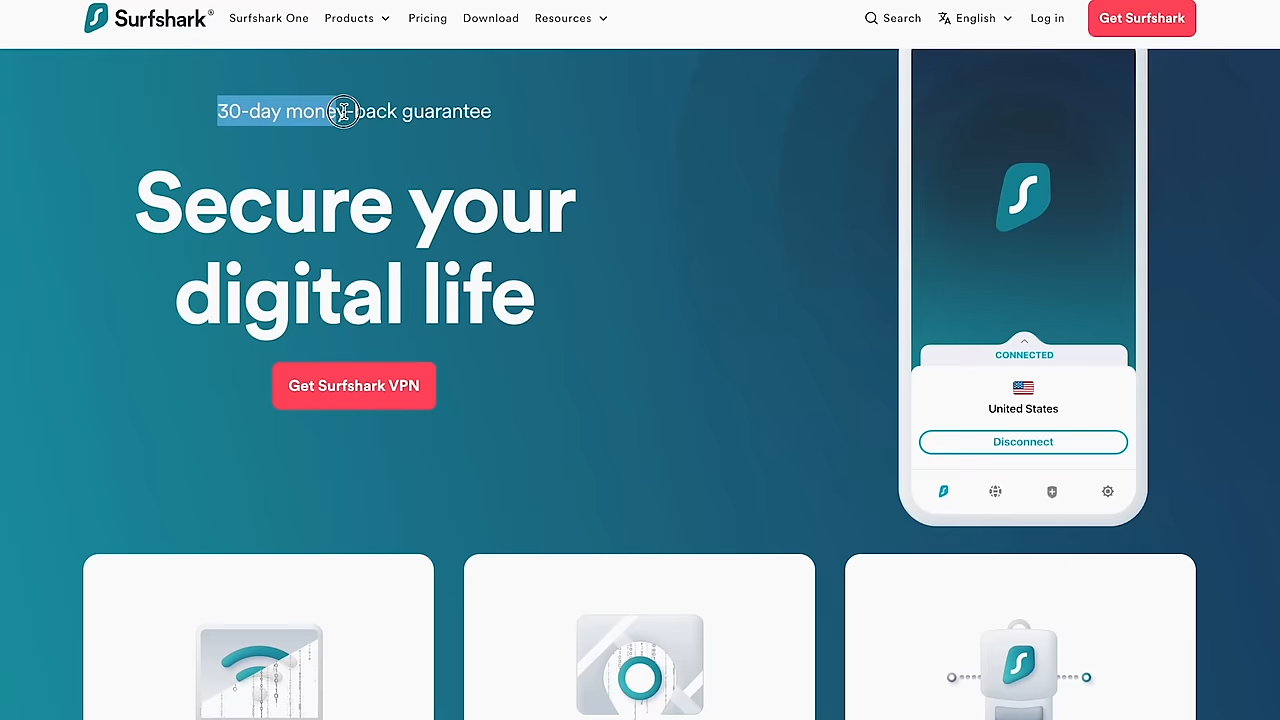 Surfshark®
Surfshark One
Products
Pricing
Download
Resources
Search
English
Log in
Get Surfshark
30-day money-back guarantee
Secure your
digital life
Get Surfshark VPN
CONNECTED
United States
Disconnect